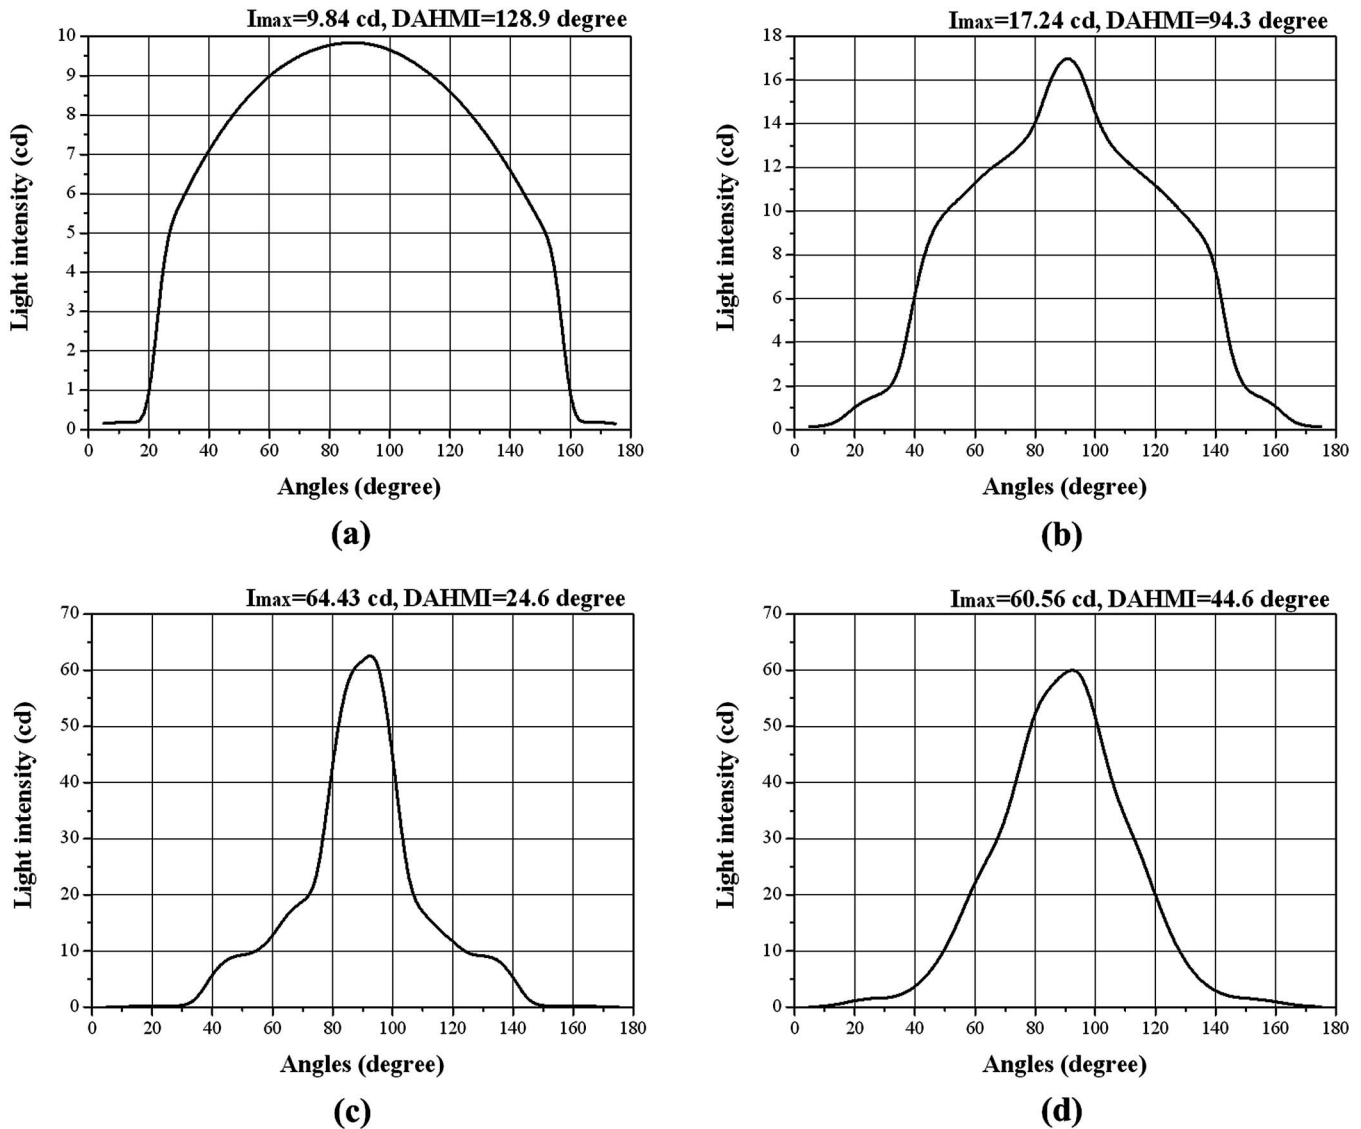 Imax=9.84 cd, DAHMI=128.9 degree
10
9
8
7
6
5
4
3
2
1
0
0 20 40 60 80 100 120 140 160 180
Light intensity (cd)
Angles (degree)
(a)
Imax=17.24 cd, DAHMI=94.3 degree
18
16
14
12
10
8
6
4
2
0
0 20 40 60 80 100 120 140 160 180
Light intensity (cd)
Angles (degree)
(b)
Imax=64.43 cd, DAHMI=24.6 degree
70
60
50
40
30
20
10
0
0 20 40 60 80 100 120 140 160 180
Light intensity (cd)
Angles (degree)
(c)
Imax=60.56 cd, DAHMI=44.6 degree
70
60
50
40
30
20
10
0
0 20 40 60 80 100 120 140 160 180
Light intensity (cd)
Angles (degree)
(d)